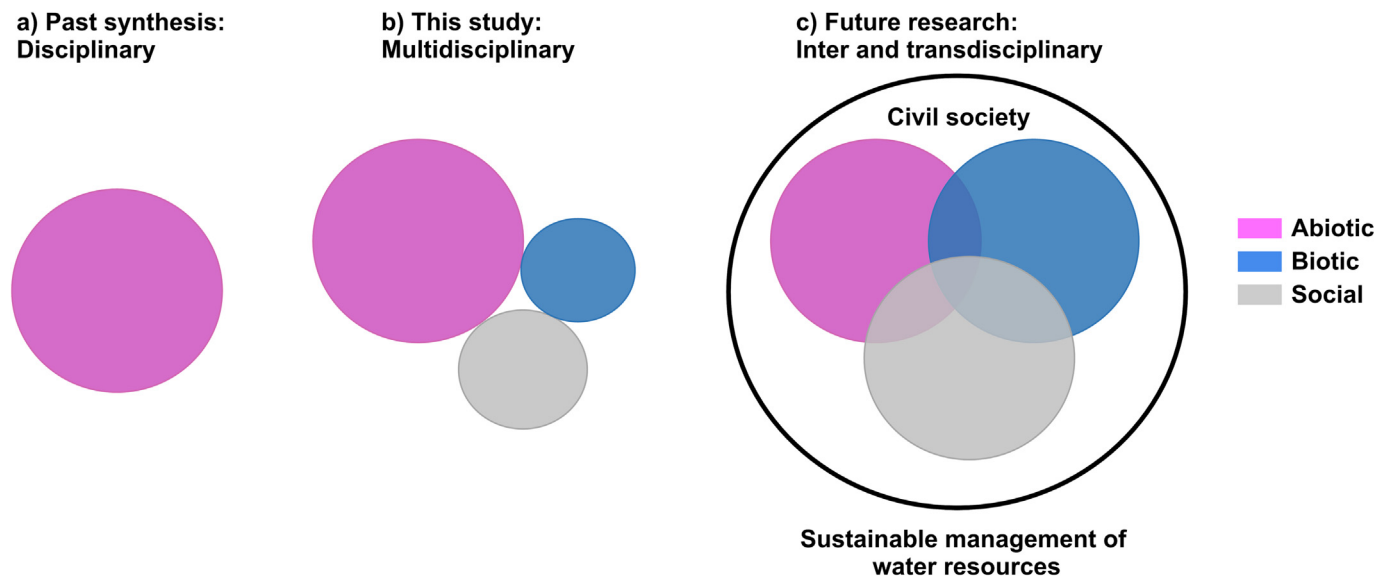 a) Past synthesis:
Disciplinary
b) This study:
Multidisciplinary
c) Future research:
Inter and transdisciplinary
Civil society
Abiotic
Biotic
Social
Sustainable management of
water resources